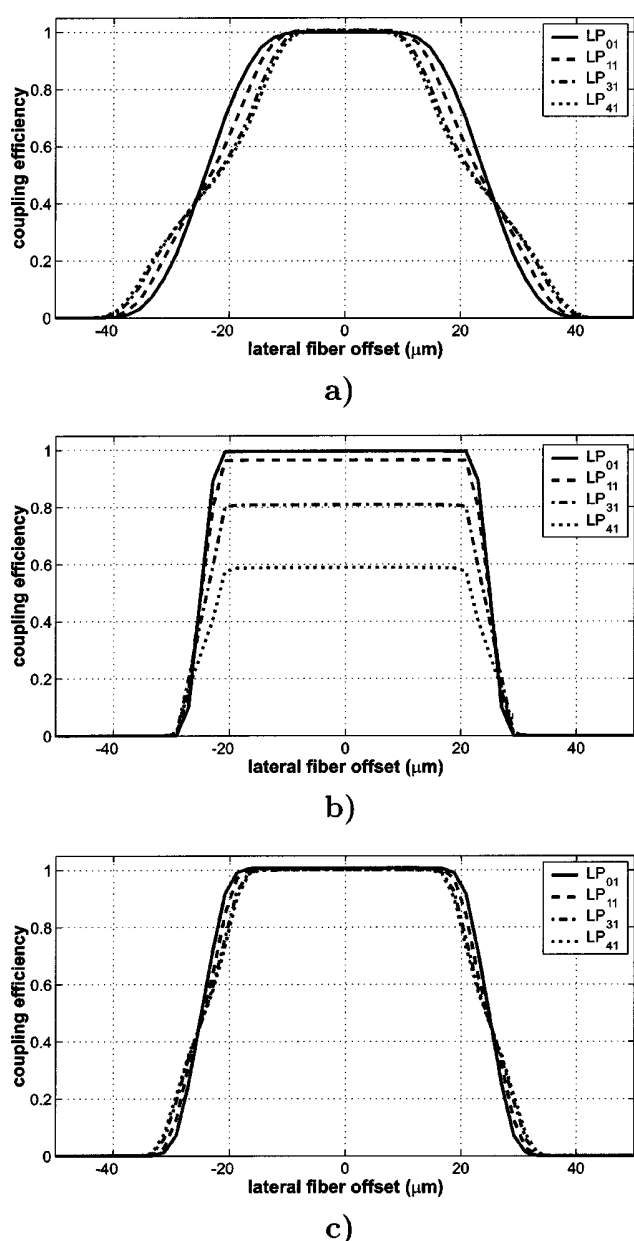 1
0.8
0.6
0.4
0.2
0
coupling efficiency
LP01
LP11
LP31
LP41
-40 -20 0 20 40
lateral fiber offset (μm)
a)
1
0.8
0.6
0.4
0.2
0
coupling efficiency
LP01
LP11
LP31
LP41
-40 -20 0 20 40
lateral fiber offset (μm)
b)
1
0.8
0.6
0.4
0.2
0
coupling efficiency
LP01
LP11
LP31
LP41
-40 -20 0 20 40
lateral fiber offset (μm)
c)